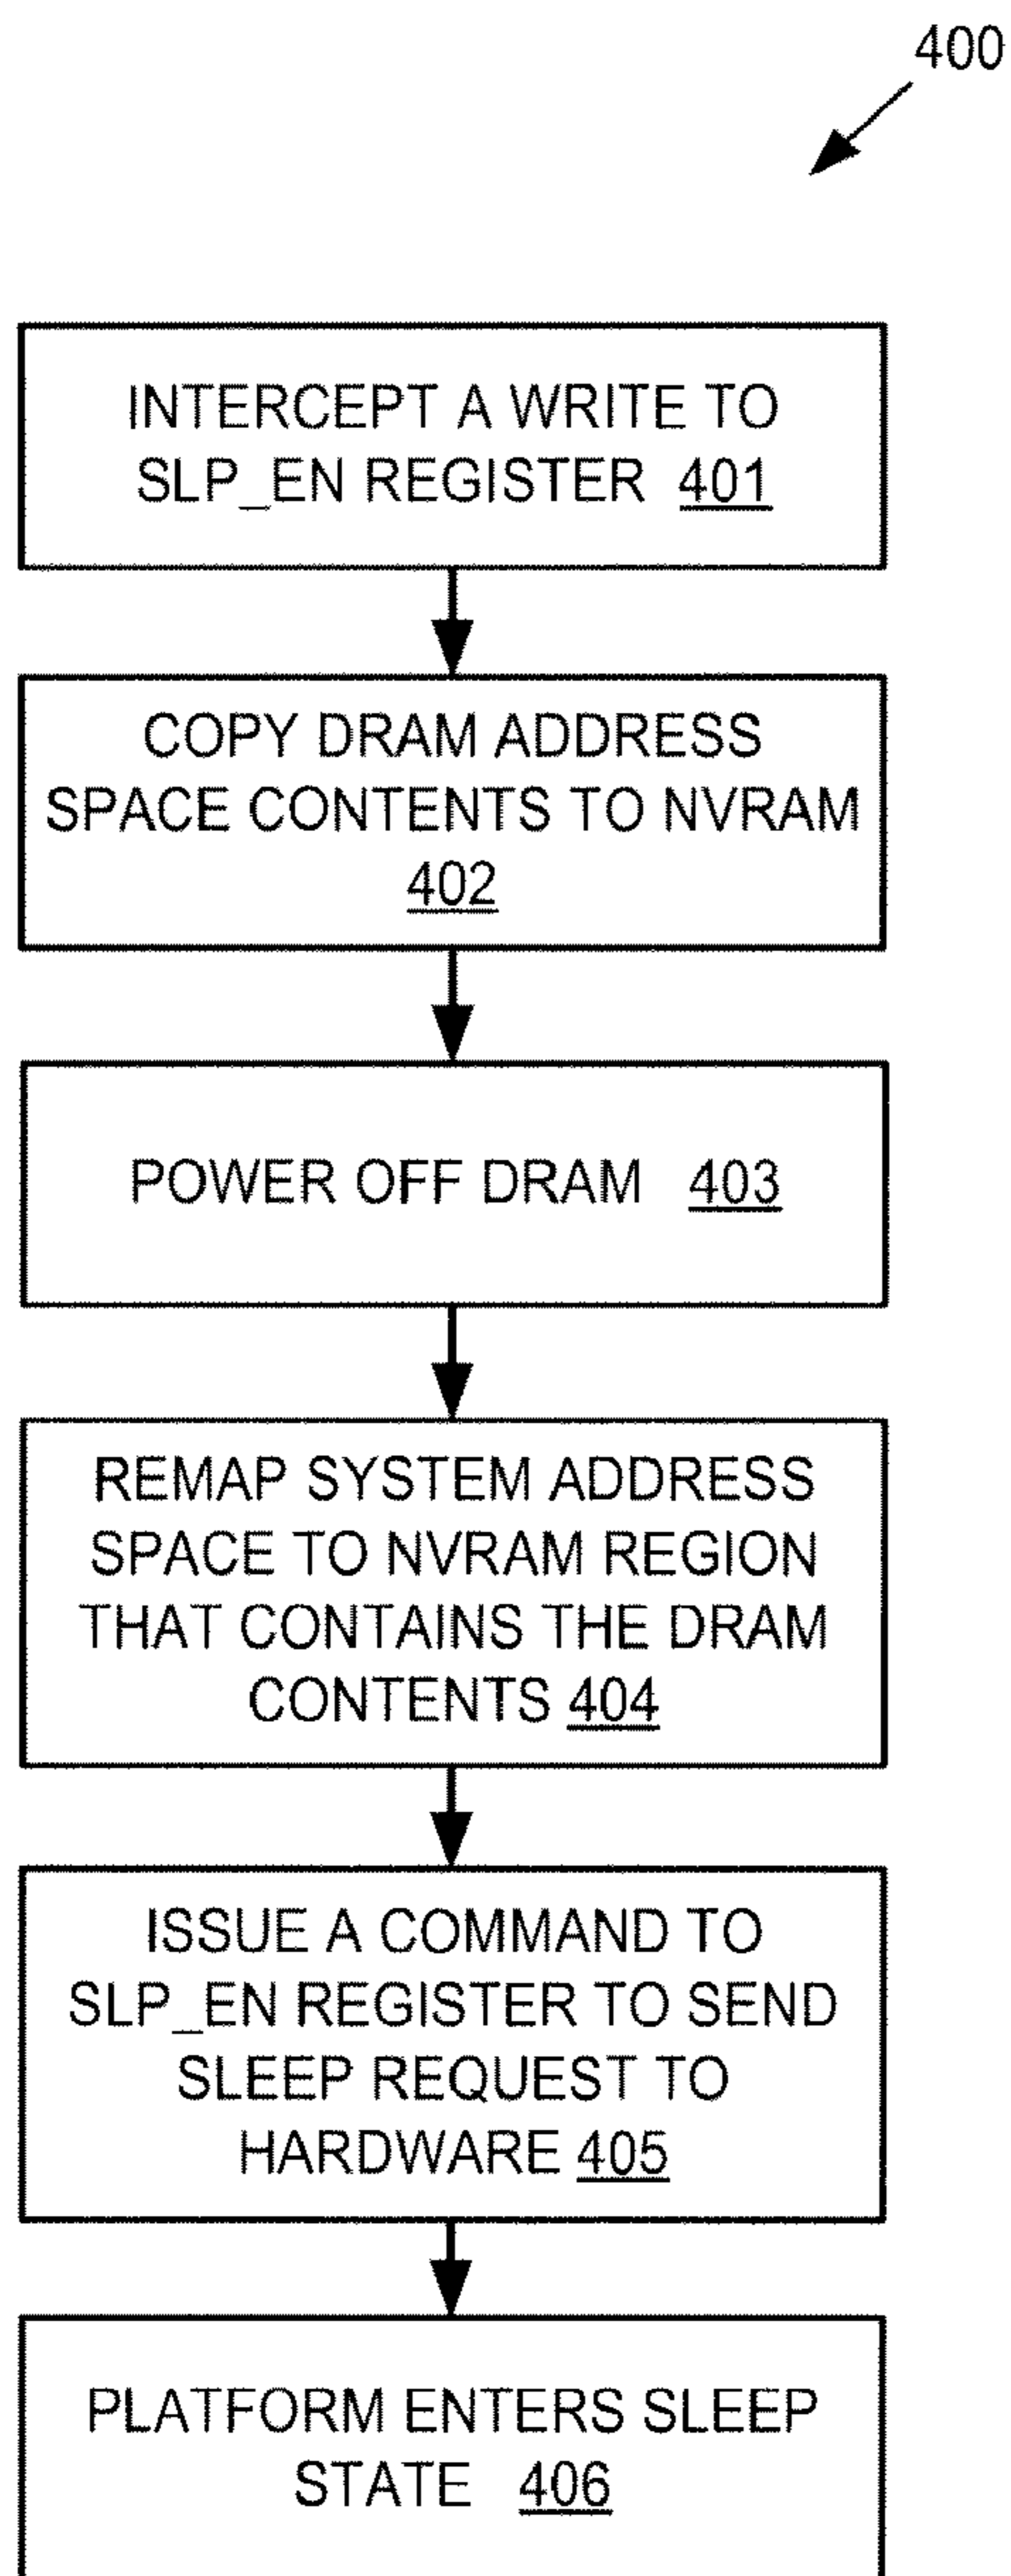 400
INTERCEPT A WRITE TO
SLP_EN REGISTER 401
COPY DRAM ADDRESS
SPACE CONTENTS TO NVRAM
402
POWER OFF DRAM 403
REMAP SYSTEM ADDRESS
SPACE TO NVRAM REGION
THAT CONTAINS THE DRAM
CONTENTS 404
ISSUE A COMMAND TO
SLP_EN REGISTER TO SEND
SLEEP REQUEST TO
HARDWARE 405
PLATFORM ENTERS SLEEP
STATE 406